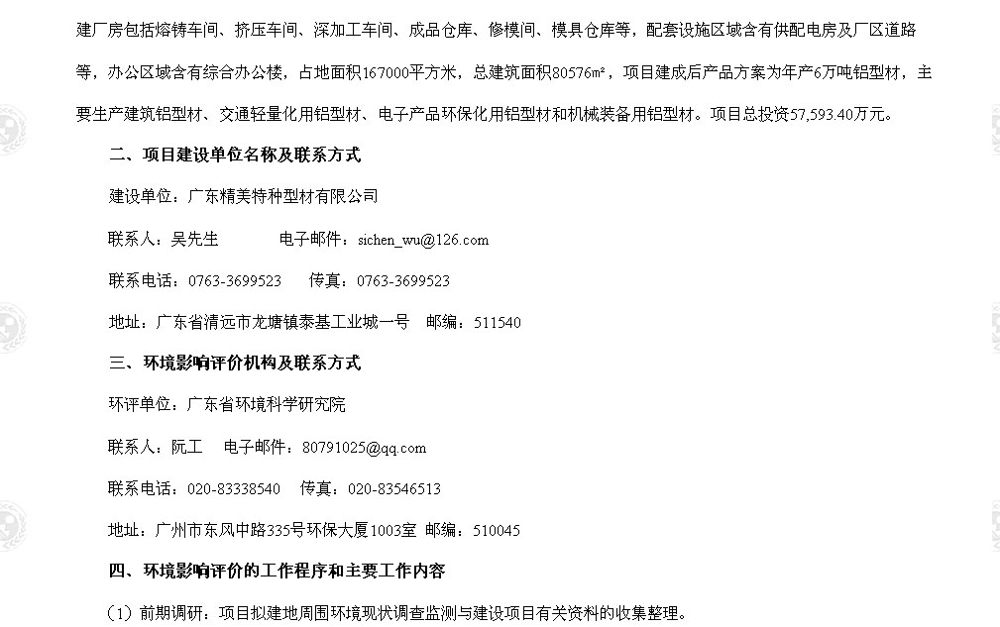 建厂房包括熔铸车间、挤压车间、深加工车间、成品仓库、修模间、模具仓库等，配套设施区域含有供配电房及厂区道路
等，办公区域含有综合办公楼，占地面积167000平方米，总建筑面积80576m²，项目建成后产品方案为年产6万吨铝型材，主
要生产建筑铝型材、交通轻量化用铝型材、电子产品环保化用铝型材和机械装备用铝型材。项目总投资57,593.40万元。
二、项目建设单位名称及联系方式
建设单位：广东精美特种型材有限公司
联系人：吴先生 电子邮件：sichen_wu@126.com
联系电话：0763-3699523 传真：0763-3699523
地址：广东省清远市龙塘镇泰基工业城一号 邮编：511540
三、环境影响评价机构及联系方式
环评单位：广东省环境科学研究院
联系人：阮工 电子邮件：80791025@qq.com
联系电话：020-83338540 传真：020-83546513
地址：广州市东风中路335号环保大厦1003室 邮编：510045
四、环境影响评价的工作程序和主要工作内容
（1）前期调研：项目拟建地周围环境现状调查监测与建设项目有关资料的收集整理。